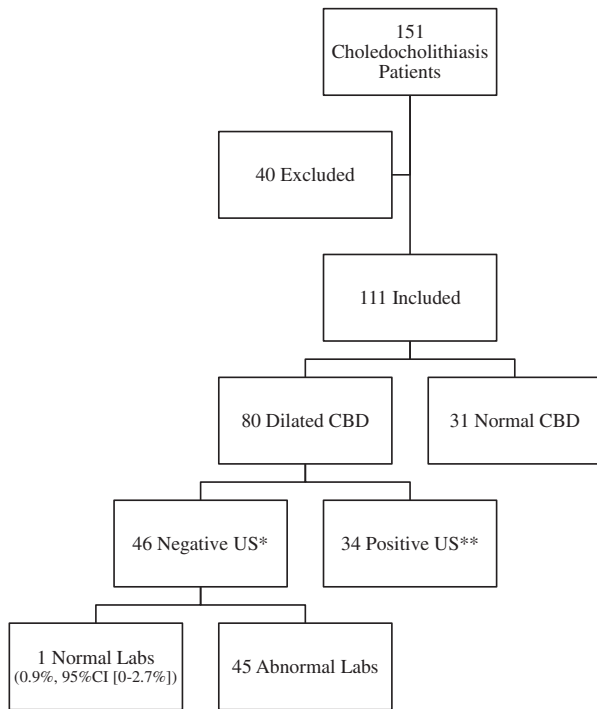 151
Choledocholithiasis
Patients
40 Excluded
111 Included
80 Dilated CBD
31 Normal CBD
46 Negative US*
34 Positive US**
1 Normal Labs
(0.9%, 95%CI [0-2.7%])
45 Abnormal Labs